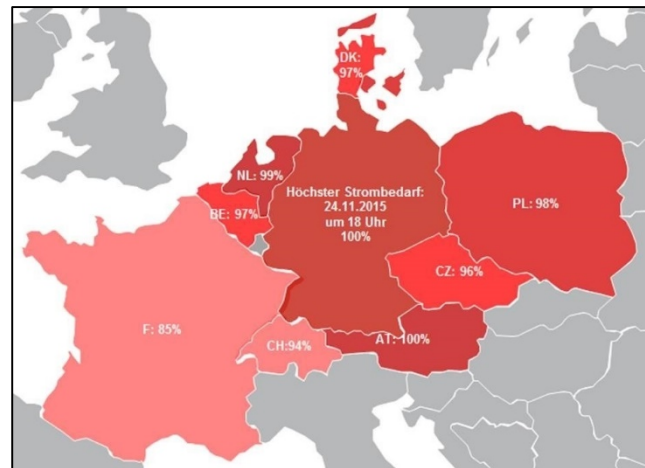 DK:
97%
NL: 99%
Höchster Strombedarf:
24.11.2015
um 18 Uhr
100%
BE: 97%
PL: 98%
CZ: 96%
F: 85%
CH:94%
AT: 100%